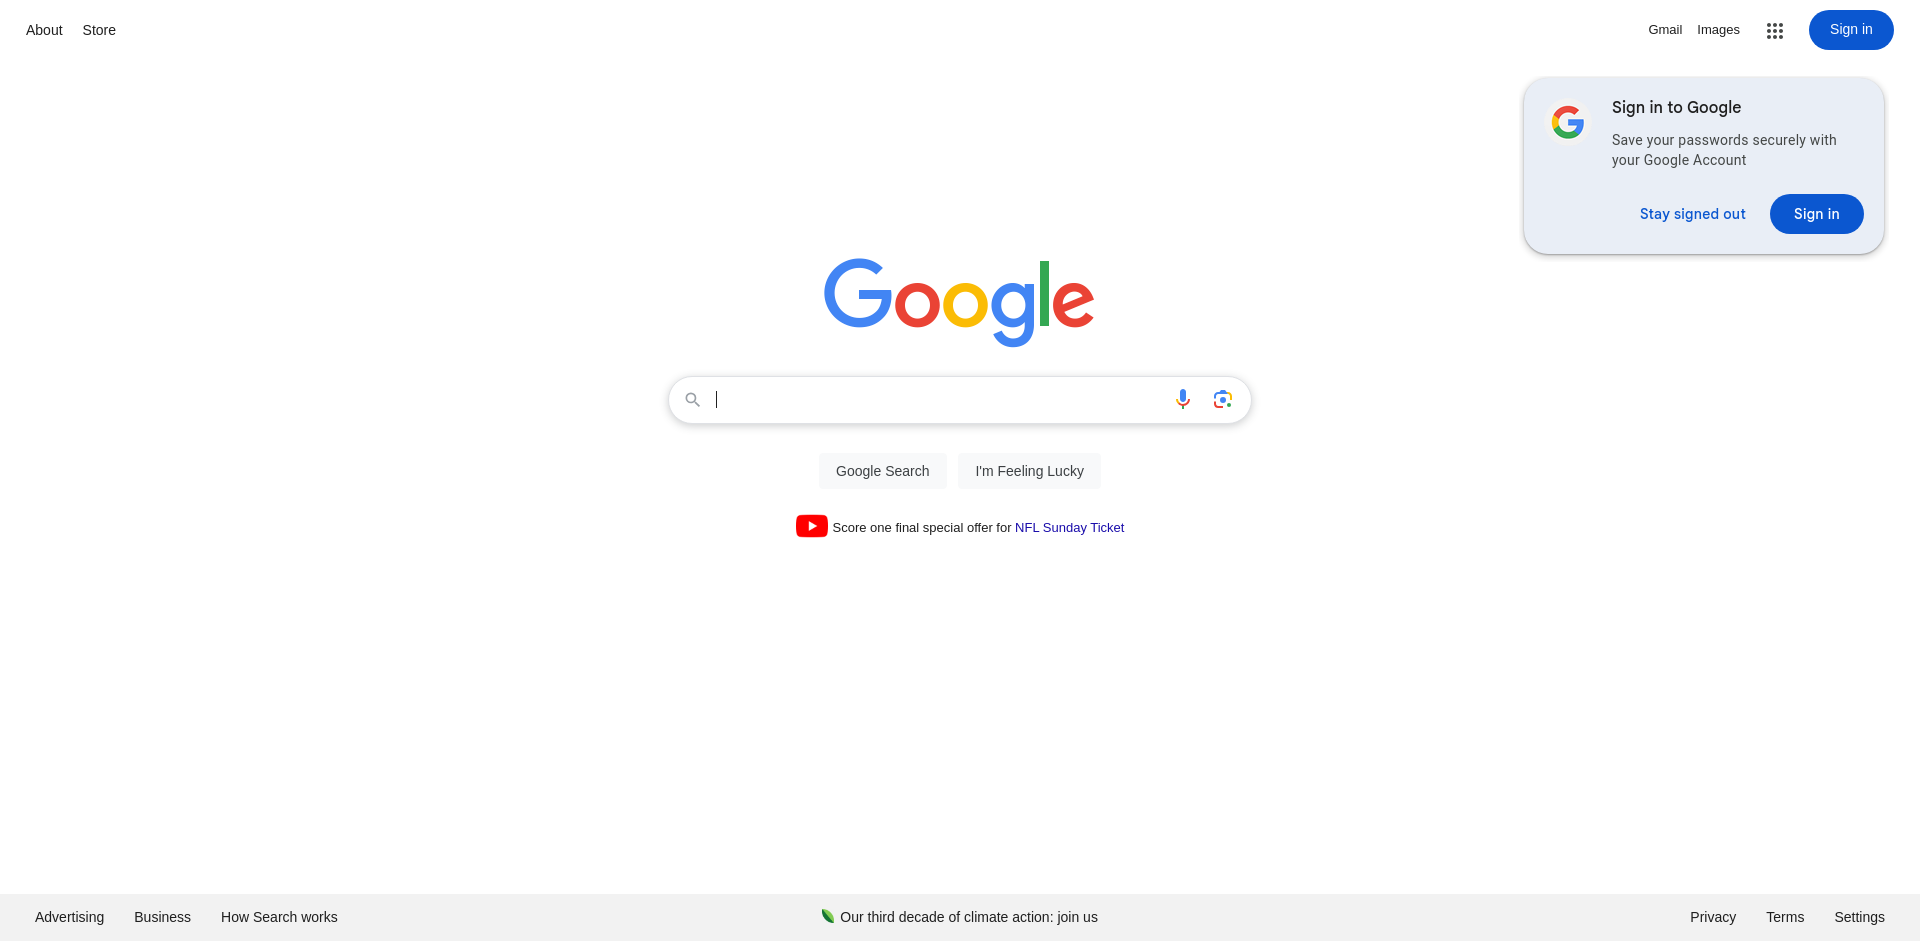 About Store
Gmail Images Sign in
Sign in to Google
Save your passwords securely with
your Google Account
Stay signed out Sign in
Google
Google Search I'm Feeling Lucky
Score one final special offer for NFL Sunday Ticket
Advertising Business How Search works Our third decade of climate action: join us Privacy Terms Settings